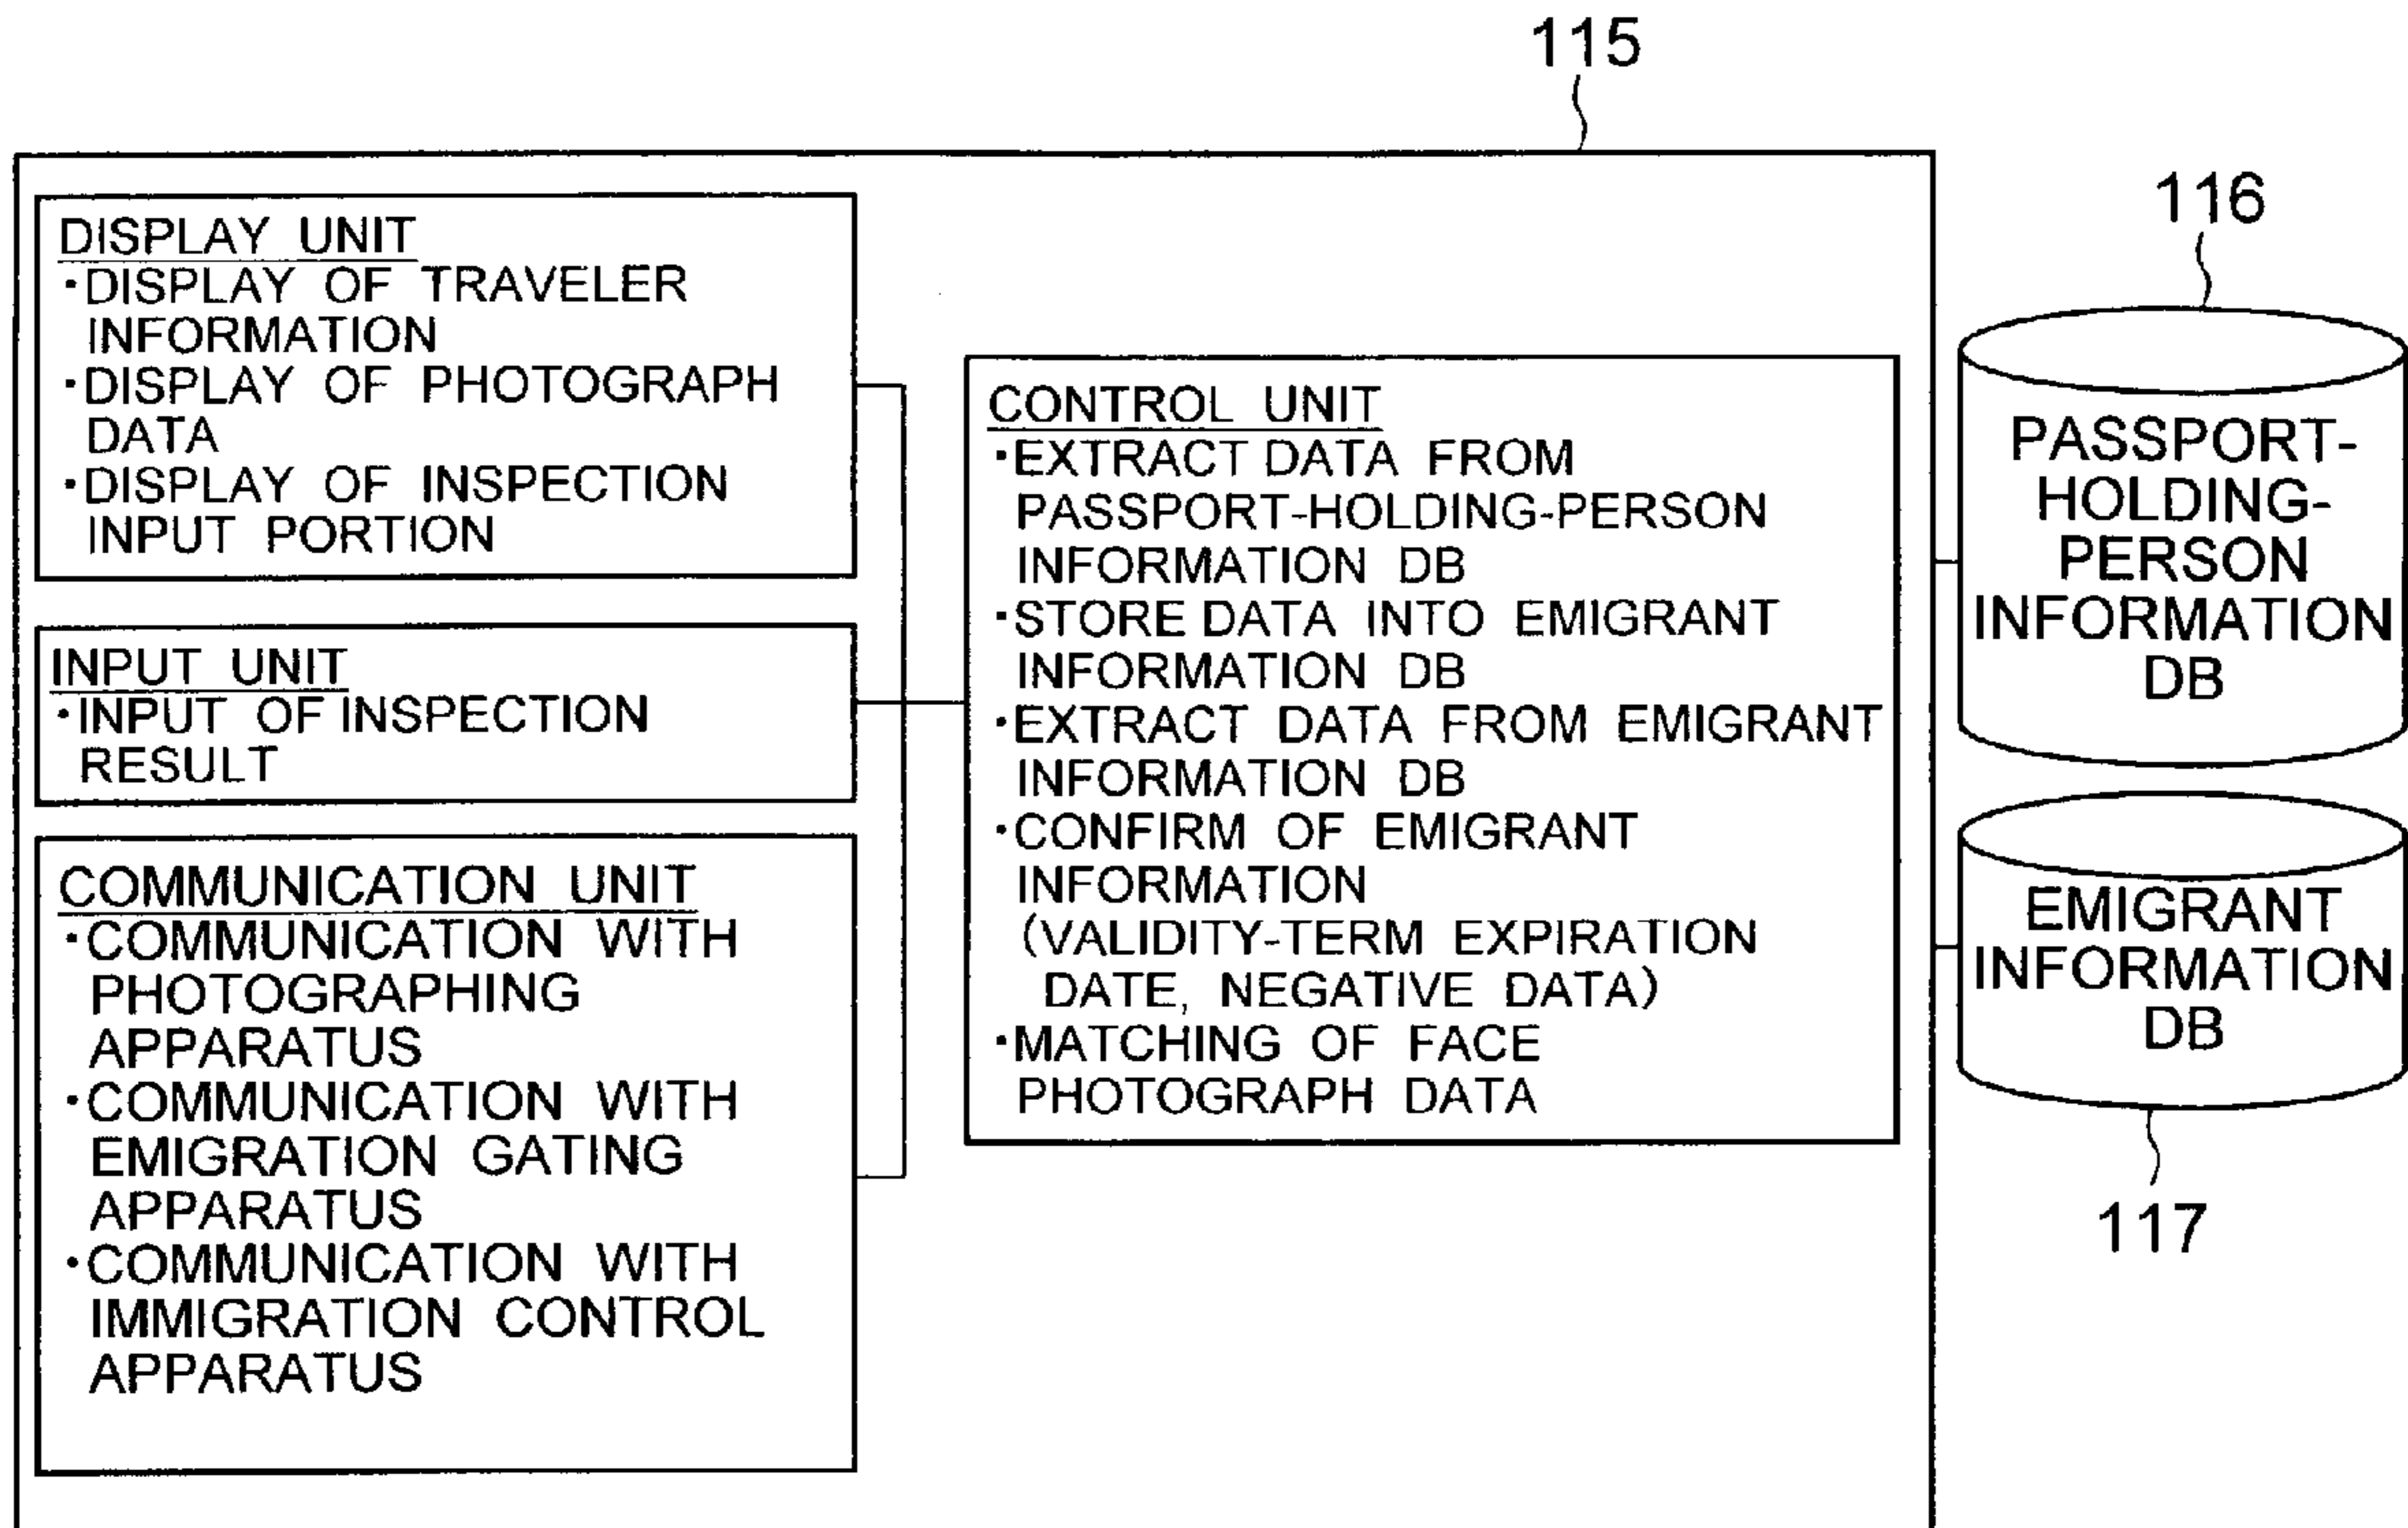 115
DISPLAY UNIT
・DISPLAY OF TRAVELER
INFORMATION
・DISPLAY OF PHOTOGRAPH
DATA
・DISPLAY OF INSPECTION
INPUT PORTION
INPUT UNIT
・INPUT OF INSPECTION
RESULT
COMMUNICATION UNIT
・COMMUNICATION WITH
PHOTOGRAPHING
APPARATUS
・COMMUNICATION WITH
EMIGRATION GATING
APPARATUS
・COMMUNICATION WITH
IMMIGRATION CONTROL
APPARATUS
CONTROL UNIT
・EXTRACT DATA FROM
PASSPORT-HOLDING-PERSON
INFORMATION DB
・STORE DATA INTO EMIGRANT
INFORMATION DB
・EXTRACT DATA FROM EMIGRANT
INFORMATION DB
・CONFIRM OF EMIGRANT
INFORMATION
(VALIDITY-TERM EXPIRATION
DATE, NEGATIVE DATA)
・MATCHING OF FACE
PHOTOGRAPH DATA
116
PASSPORT-
HOLDING-
PERSON
INFORMATION
DB
EMIGRANT
INFORMATION
DB
117